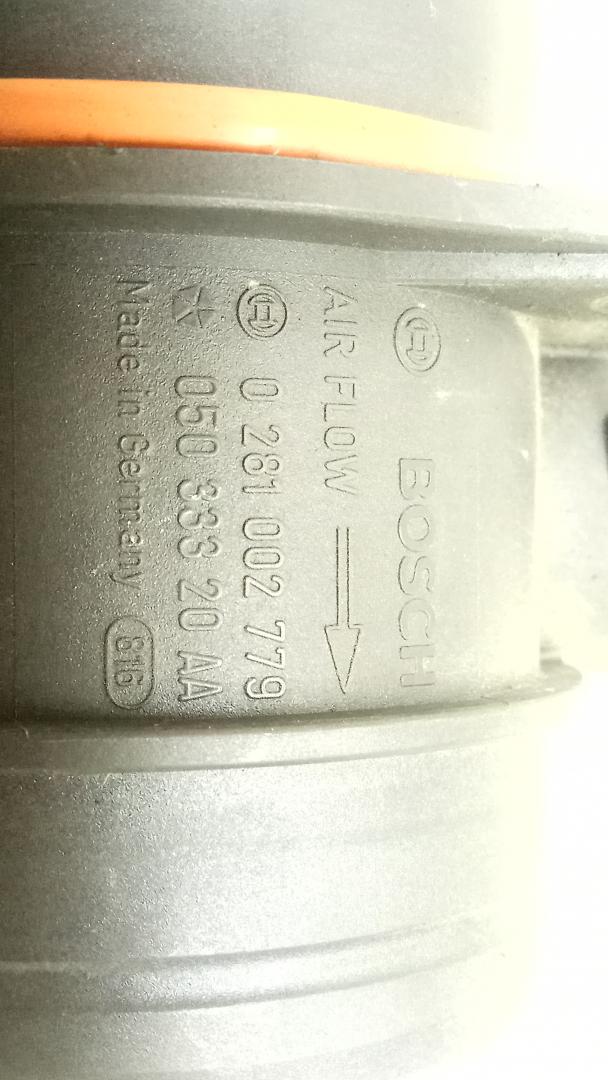 BOSCH
AIR FLOW
0 281 002 779
050 333 20 AA
Made in Germany 816